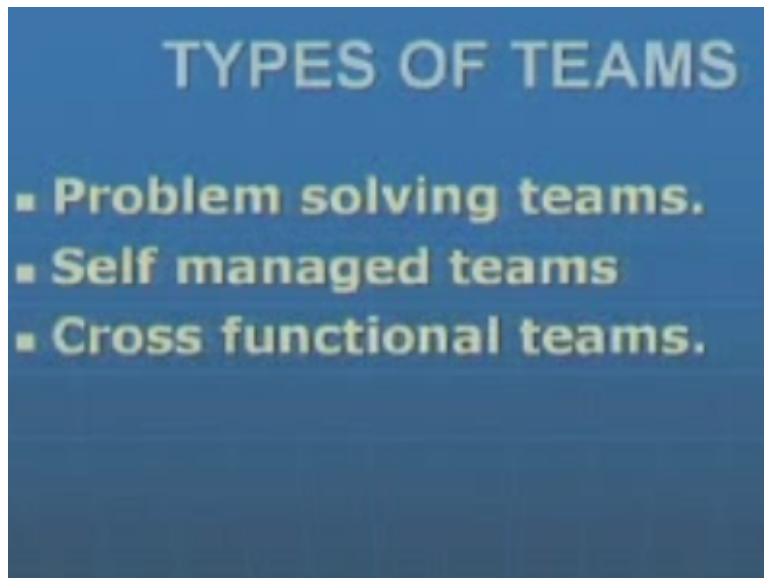 TYPES OF TEAMS
▪ Problem solving teams.
▪ Self managed teams
▪ Cross functional teams.